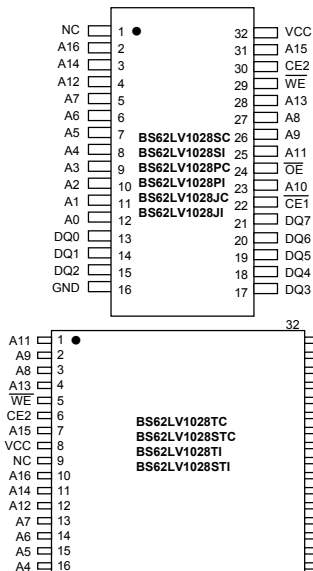 NC 1 32 VCC
A16 2 31 A15
A14 3 30 CE2
A12 4 29 WE
A7 5 28 A13
A6 6 27 A8
A5 7 BS62LV1028SC 26 A9
A4 8 BS62LV1028SI 25 A11
A3 9 BS62LV1028PC 24 OE
A2 10 BS62LV1028PI 23 A10
A1 11 BS62LV1028JC 22 CE1
A0 12 BS62LV1028JI 21 DQ7
DQ0 13 20 DQ6
DQ1 14 19 DQ5
DQ2 15 18 DQ4
GND 16 17 DQ3
32
A11 1
A9 2
A8 3
A13 4
WE 5
CE2 6
A15 7 BS62LV1028TC
VCC 8 BS62LV1028STC
NC 9 BS62LV1028TI
A16 10 BS62LV1028STI
A14 11
A12 12
A7 13
A6 14
A5 15
A4 16